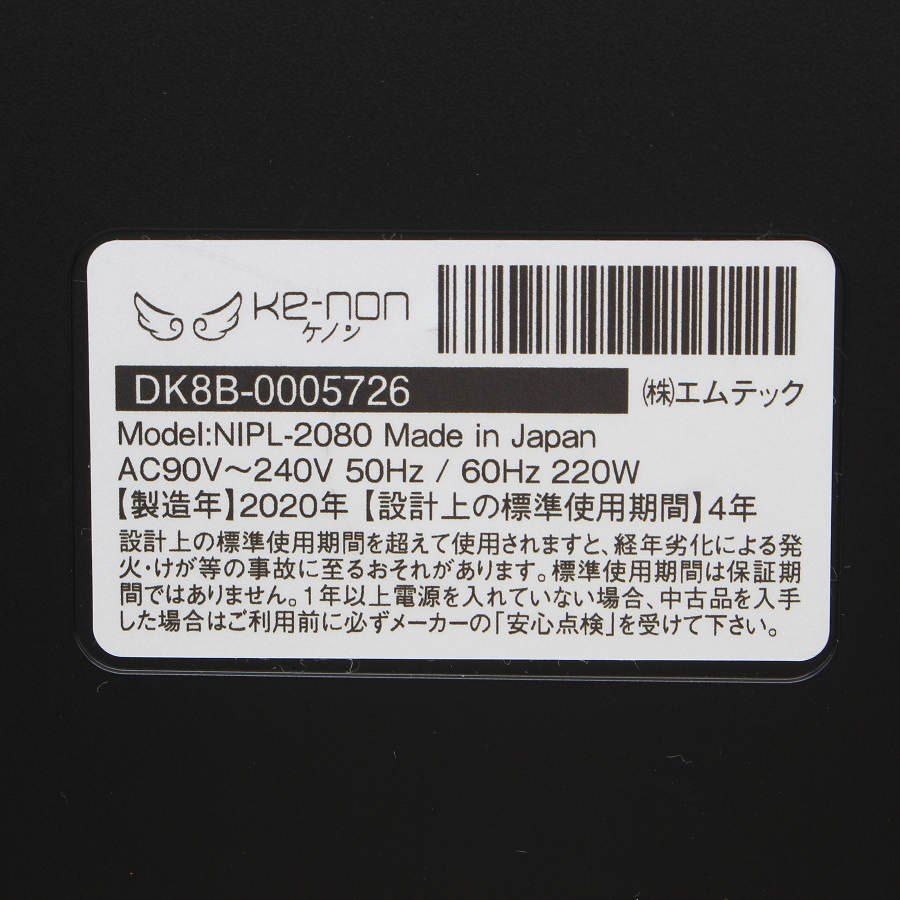 Ke-non
ケノン
DK8B-0005726
㈱エムテック
Model:NIPL-2080 Made in Japan
AC90V～240V 50Hz / 60Hz 220W
【製造年】2020年【設計上の標準使用期間】4年
設計上の標準使用期間を超えて使用されますと、経年劣化による発
火・けが等の事故に至るおそれがあります。標準使用期間は保証期
間ではありません。1年以上電源を入れていない場合、中古品を入手
した場合はご利用前に必ずメーカーの「安心点検」を受けて下さい。